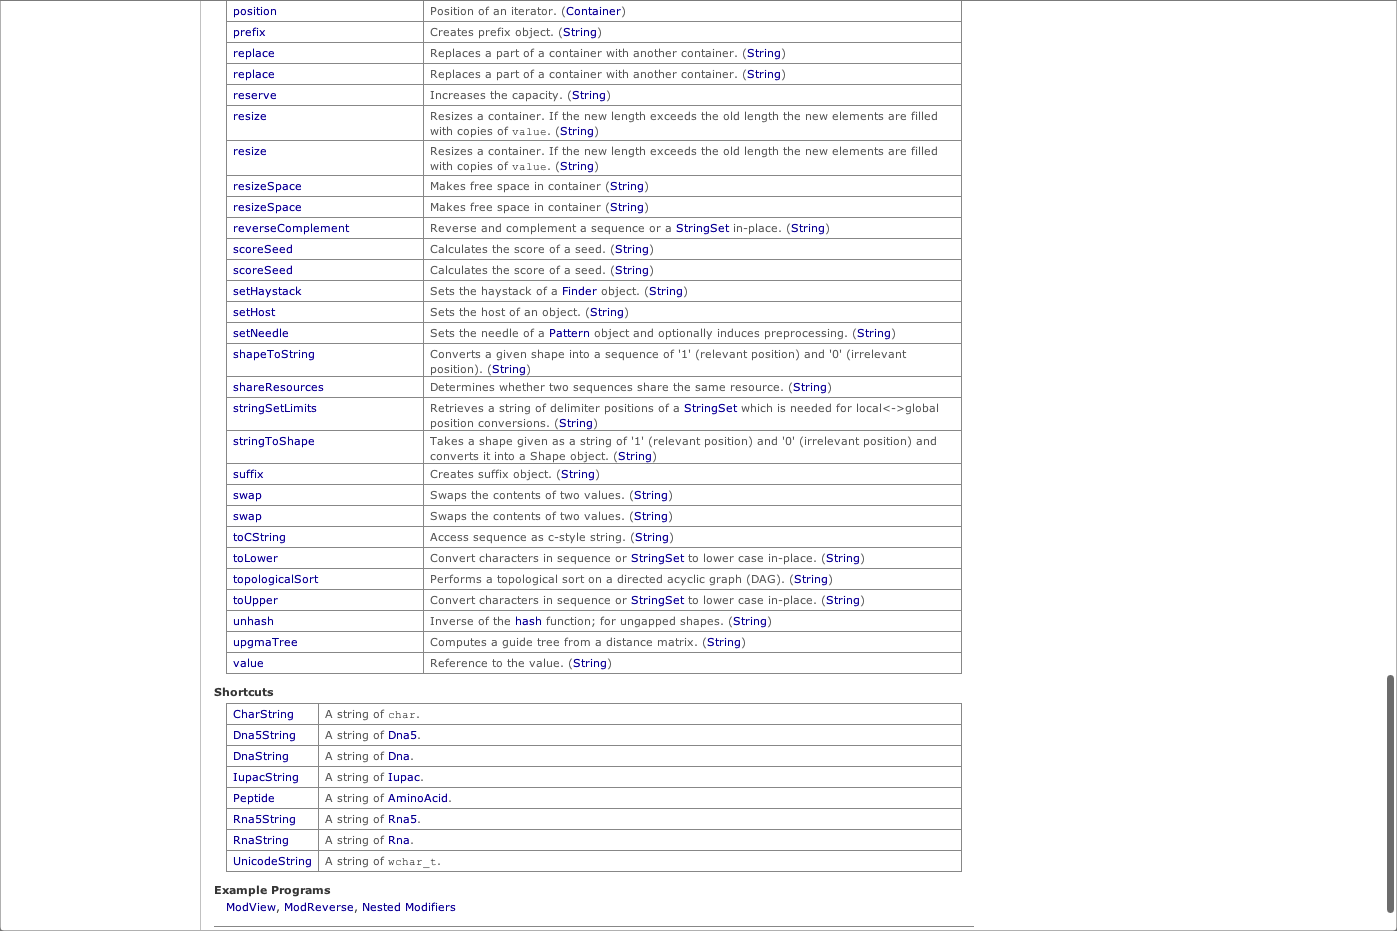 position Position of an iterator. (Container)
prefix Creates prefix object. (String)
replace Replaces a part of a container with another container. (String)
replace Replaces a part of a container with another container. (String)
reserve Increases the capacity. (String)
resize Resizes a container. If the new length exceeds the old length the new elements are filled
with copies of value. (String)
resize Resizes a container. If the new length exceeds the old length the new elements are filled
with copies of value. (String)
resizeSpace Makes free space in container (String)
resizeSpace Makes free space in container (String)
reverseComplement Reverse and complement a sequence or a StringSet in-place. (String)
scoreSeed Calculates the score of a seed. (String)
scoreSeed Calculates the score of a seed. (String)
setHaystack Sets the haystack of a Finder object. (String)
setHost Sets the host of an object. (String)
setNeedle Sets the needle of a Pattern object and optionally induces preprocessing. (String)
shapeToString Converts a given shape into a sequence of '1' (relevant position) and '0' (irrelevant
position). (String)
shareResources Determines whether two sequences share the same resource. (String)
stringSetLimits Retrieves a string of delimiter positions of a StringSet which is needed for local<->global
position conversions. (String)
stringToShape Takes a shape given as a string of '1' (relevant position) and '0' (irrelevant position) and
converts it into a Shape object. (String)
suffix Creates suffix object. (String)
swap Swaps the contents of two values. (String)
swap Swaps the contents of two values. (String)
toCString Access sequence as c-style string. (String)
toLower Convert characters in sequence or StringSet to lower case in-place. (String)
topologicalSort Performs a topological sort on a directed acyclic graph (DAG). (String)
toUpper Convert characters in sequence or StringSet to lower case in-place. (String)
unhash Inverse of the hash function; for ungapped shapes. (String)
upgmaTree Computes a guide tree from a distance matrix. (String)
value Reference to the value. (String)
Shortcuts
CharString A string of char.
Dna5String A string of Dna5.
DnaString A string of Dna.
IupacString A string of Iupac.
Peptide A string of AminoAcid.
Rna5String A string of Rna5.
RnaString A string of Rna.
UnicodeString A string of wchar_t.
Example Programs
ModView, ModReverse, Nested Modifiers